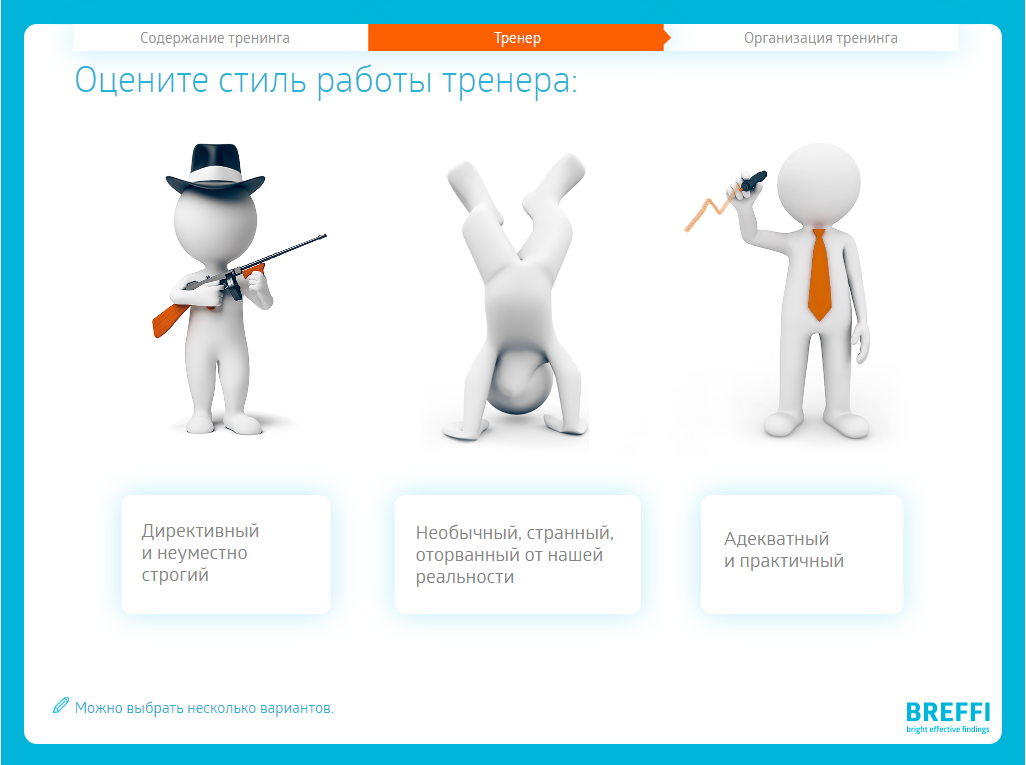 Содержание тренинга
Тренер
Организация тренинга
Оцените стиль работы тренера:
Директивный
и неуместно
строгий
Необычный, странный,
оторванный от нашей
реальности
Адекватный
и практичный
Можно выбрать несколько вариантов.
BREFFI
bright effective findings